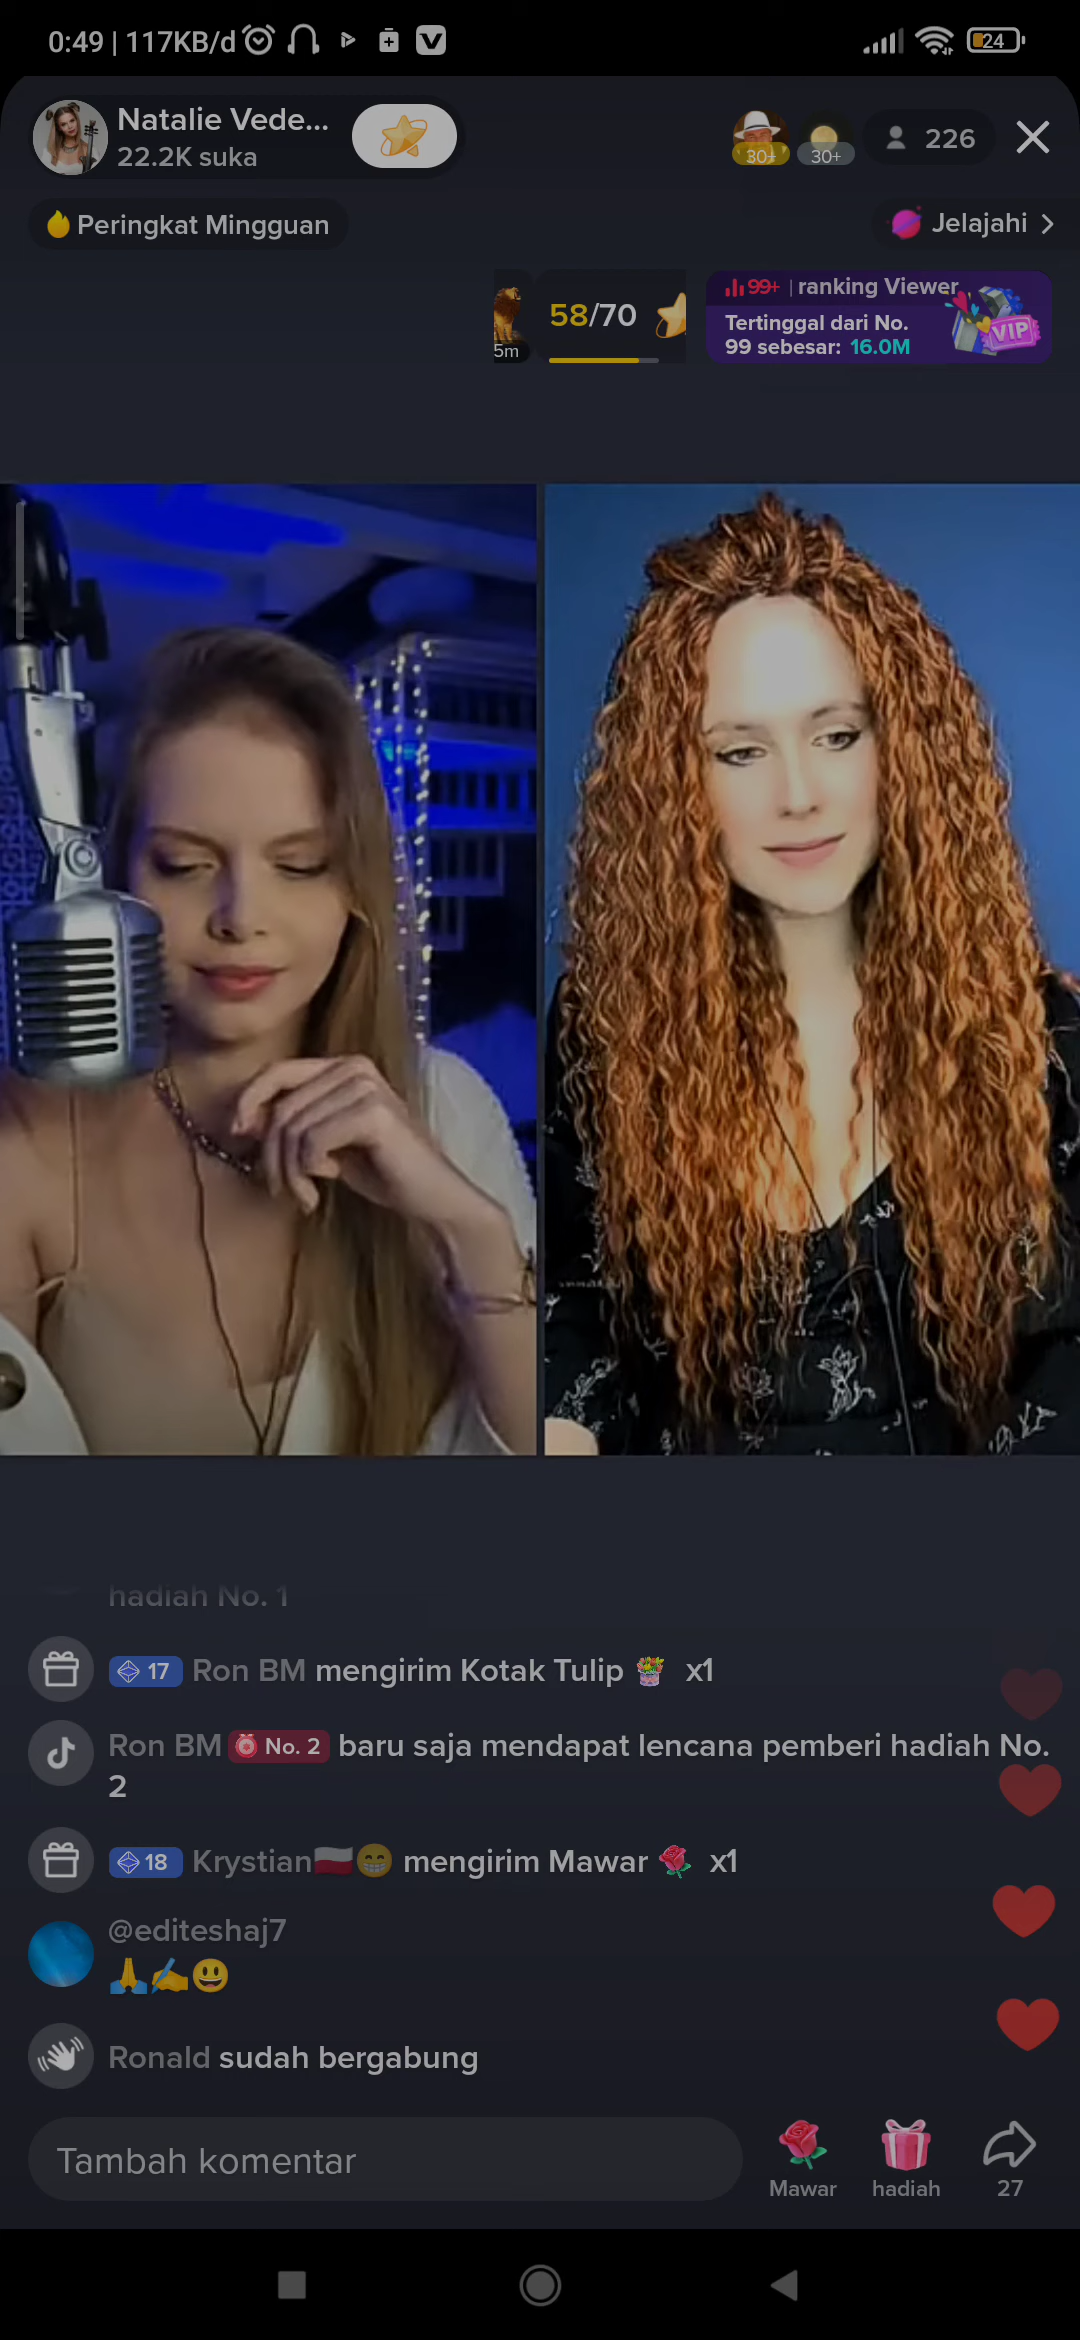 0:49 | 117KB/d
24
Natalie Vede...
22.2K suka
30+
30+
226
Peringkat Mingguan
Jelajahi
5m
58/70
99+ | ranking Viewer
Tertinggal dari No.
99 sebesar: 16.0M
VIP
hadiah No. 1
17 Ron BM mengirim Kotak Tulip x1
Ron BM No. 2 baru saja mendapat lencana pemberi hadiah No.
2
18 Krystian🇵🇱😁 mengirim Mawar x1
@editeshaj7
🙏✍️😃
Ronald sudah bergabung
Tambah komentar
Mawar
hadiah
27